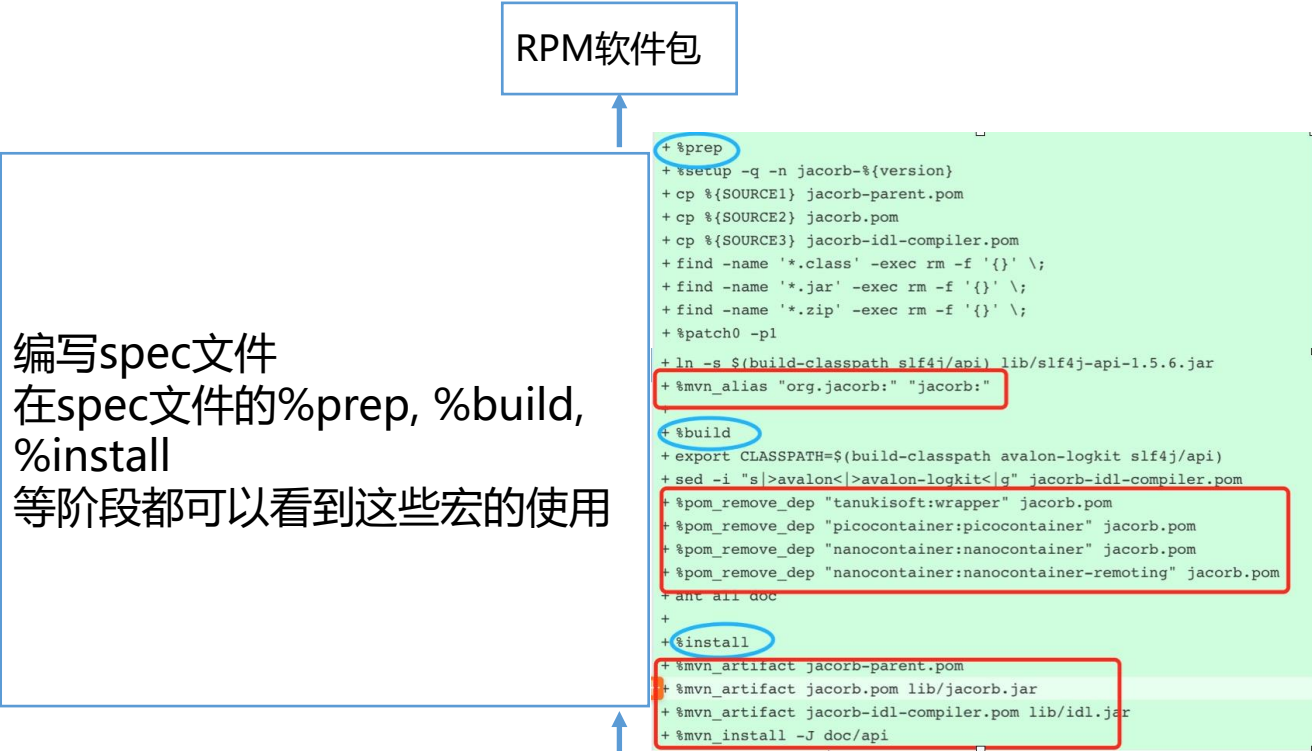 RPM软件包
编写spec文件
在spec文件的%prep, %build,
%install
等阶段都可以看到这些宏的使用
+ %prep
+ %setup -q -n jacorb-%{version}
+ cp %{SOURCE1} jacorb-parent.pom
+ cp %{SOURCE2} jacorb.pom
+ cp %{SOURCE3} jacorb-idl-compiler.pom
+ find -name '*.class' -exec rm -f '{}' \;
+ find -name '*.jar' -exec rm -f '{}' \;
+ find -name '*.zip' -exec rm -f '{}' \;
+ %patch0 -p1
+ ln -s $(build-classpath slf4j/api) lib/slf4j-api-1.5.6.jar
+ %mvn_alias "org.jacorb:" "jacorb:"
+
+ %build
+ export CLASSPATH=$(build-classpath avalon-logkit slf4j/api)
+ sed -i "s|>avalon<|>avalon-logkit<|g" jacorb-idl-compiler.pom
+ %pom_remove_dep "tanukisoft:wrapper" jacorb.pom
+ %pom_remove_dep "picocontainer:picocontainer" jacorb.pom
+ %pom_remove_dep "nanocontainer:nanocontainer" jacorb.pom
+ %pom_remove_dep "nanocontainer:nanocontainer-remoting" jacorb.pom
+ ant all doc
+
+ %install
+ %mvn_artifact jacorb-parent.pom
+ %mvn_artifact jacorb.pom lib/jacorb.jar
+ %mvn_artifact jacorb-idl-compiler.pom lib/idl.jar
+ %mvn_install -J doc/api